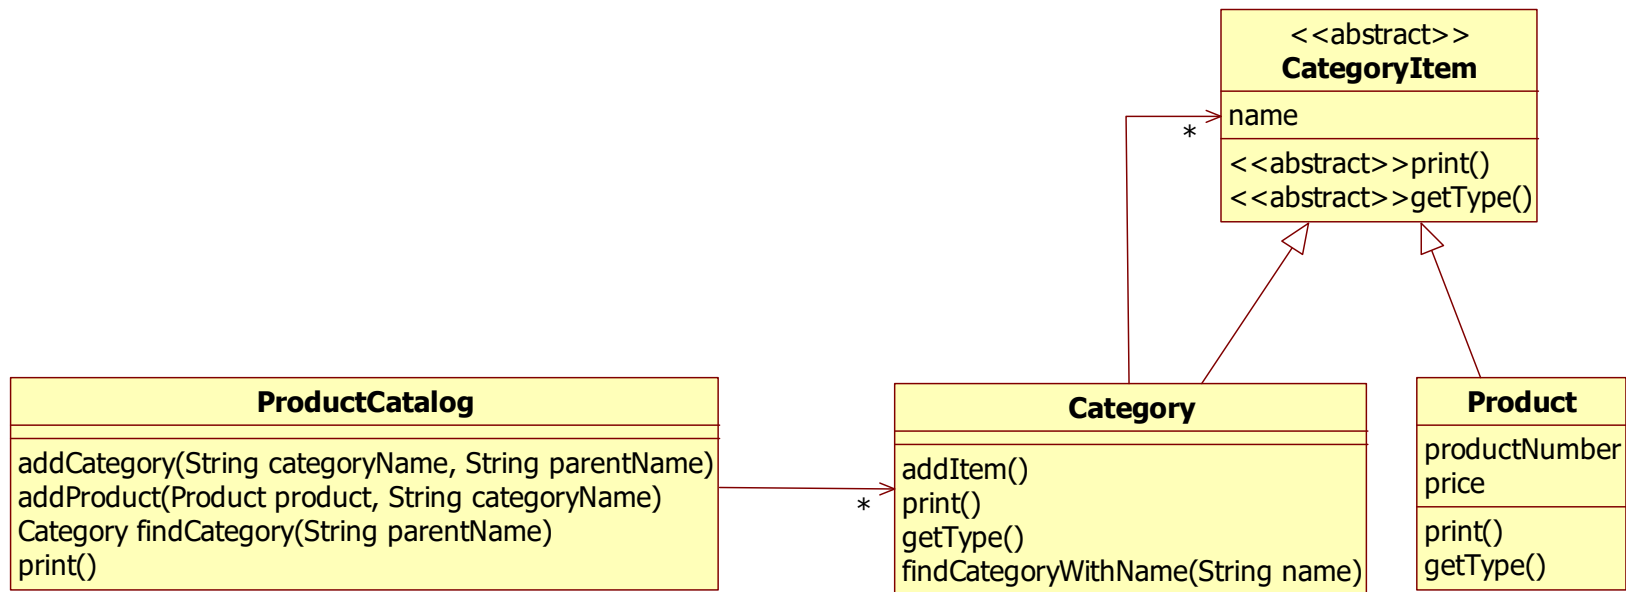 <<abstract>>
CategoryItem
name
*
<<abstract>>print()
<<abstract>>getType()
ProductCatalog
addCategory(String categoryName, String parentName)
addProduct(Product product, String categoryName)
Category findCategory(String parentName)
print()
*
Category
addItem()
print()
getType()
findCategoryWithName(String name)
Product
productNumber
price
print()
getType()